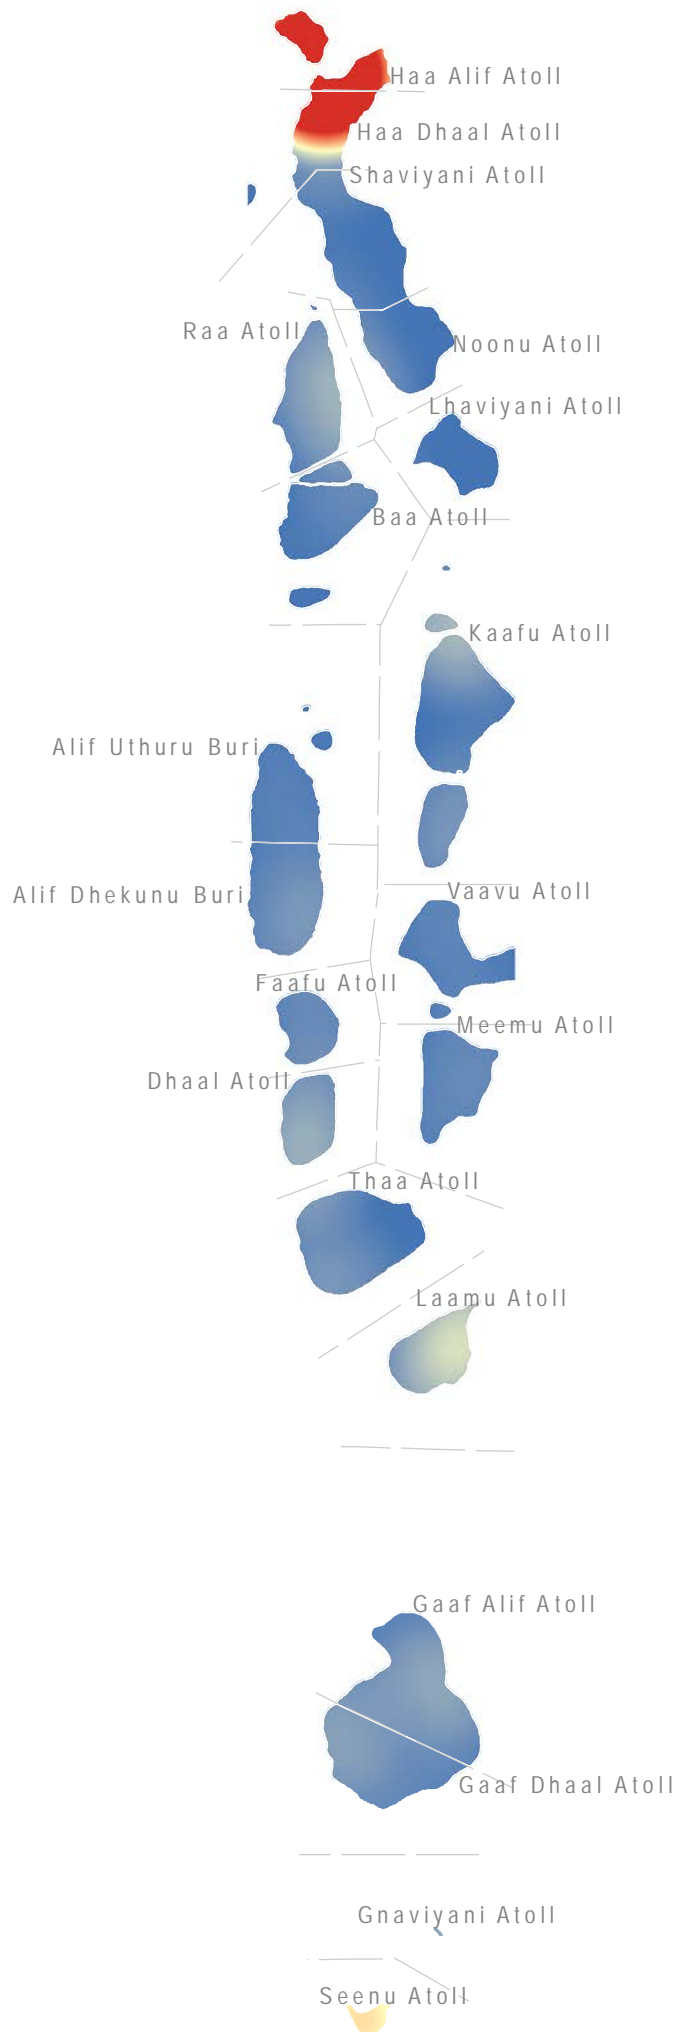 Haa Alif Atoll
Haa Dhaal Atoll
Shaviyani Atoll
Raa Atoll
Noonu Atoll
Lhaviyani Atoll
Baa Atoll
Kaafu Atoll
Alif Uthuru Buri
Alif Dhekunu Buri
Vaavu Atoll
Faafu Atoll
Meemu Atoll
Dhaal Atoll
Thaa Atoll
Laamu Atoll
Gaaf Alif Atoll
Gaaf Dhaal Atoll
Gnaviyani Atoll
Seenu Atoll